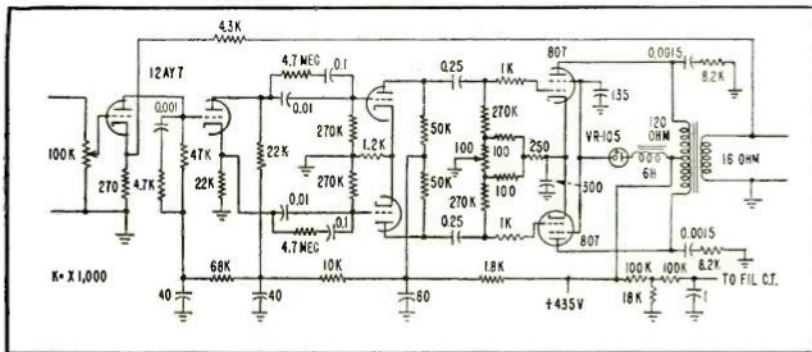 4.3K
12AY7
4.7 MEG
0.1
0.25
1K
807
0.0015
8.2K
0.001
0.01
135
100K
270K
50K
270K
120 OHM
VR-105
47K
22K
1.2K
100
250
6H
16 OHM
270
4.7K
22K
270K
50K
100
300
270K
0.01
0.1
4.7 MEG
0.25
1K
807
0.0015
8.2K
K= X 1,000
68K
10K
1.8K
100K
100K
TO FIL C.T.
18K
40
40
80
+435V
1